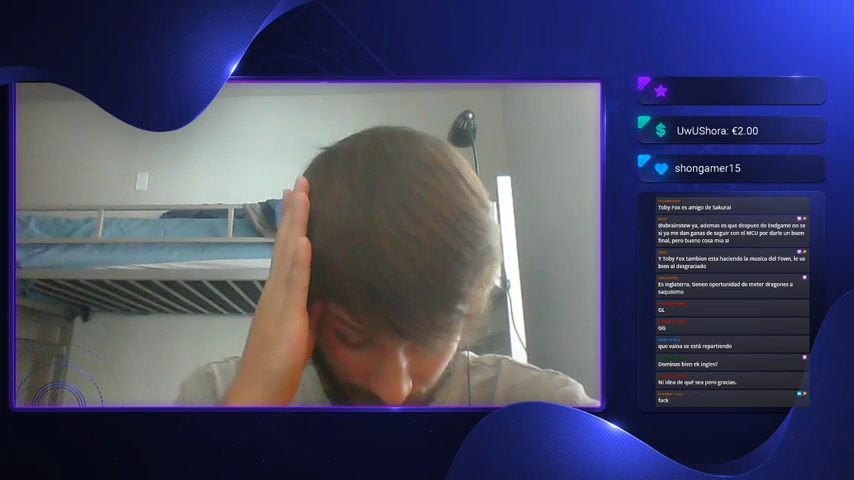 UwUShora: €2.00
shongamer15
Toby Fox es amigo de Sakurai
@xbrainstew ya, ademas es que despues de Endgame no se
si ya me dan ganas de seguir con el MCU por darle un buen
final, pero bueno cosa mia si
Y Toby Fox tambien esta haciendo la musica del Town, le va
bien al desgraciado
Es inglaterra, tienen oportunidad de meter dragones a
saquismo
GL
GG
que vaina se está repartiendo
Dominas bien ek ingles?
Ni idea de qué sea pero gracias.
fack